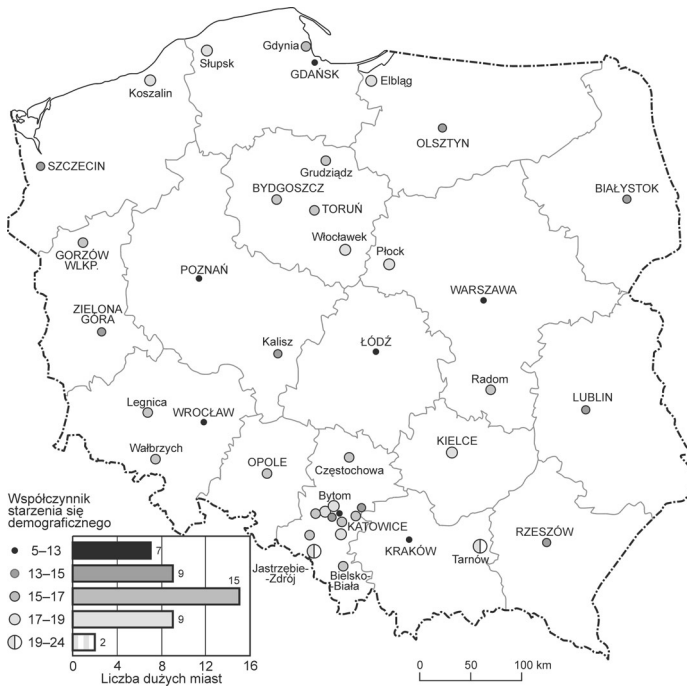 Gdynia
Słupsk
GDAŃSK
Koszalin
Elbląg
OLSZTYN
SZCZECIN
Grudziądz
BYDGOSZCZ
TORUŃ
BIAŁYSTOK
Włocławek
Płock
GORZÓW
WLKP.
POZNAŃ
WARSZAWA
ZIELONA
GÓRA
Kalisz
ŁÓDŹ
Radom
LUBLIN
Legnica
WROCŁAW
KIELCE
Wałbrzych
OPOLE
Częstochowa
Bytom
KATOWICE
KRAKÓW
Tarnów
RZESZÓW
Jastrzebie-
-Zdrój
Bielsko-
-Biała
Współczynnik
starzenia się
demograficznego
5–13
7
13–15
9
15–17
15
17–19
9
19–24
2
0 4 8 12 16
Liczba dużych miast
0 50 100 km